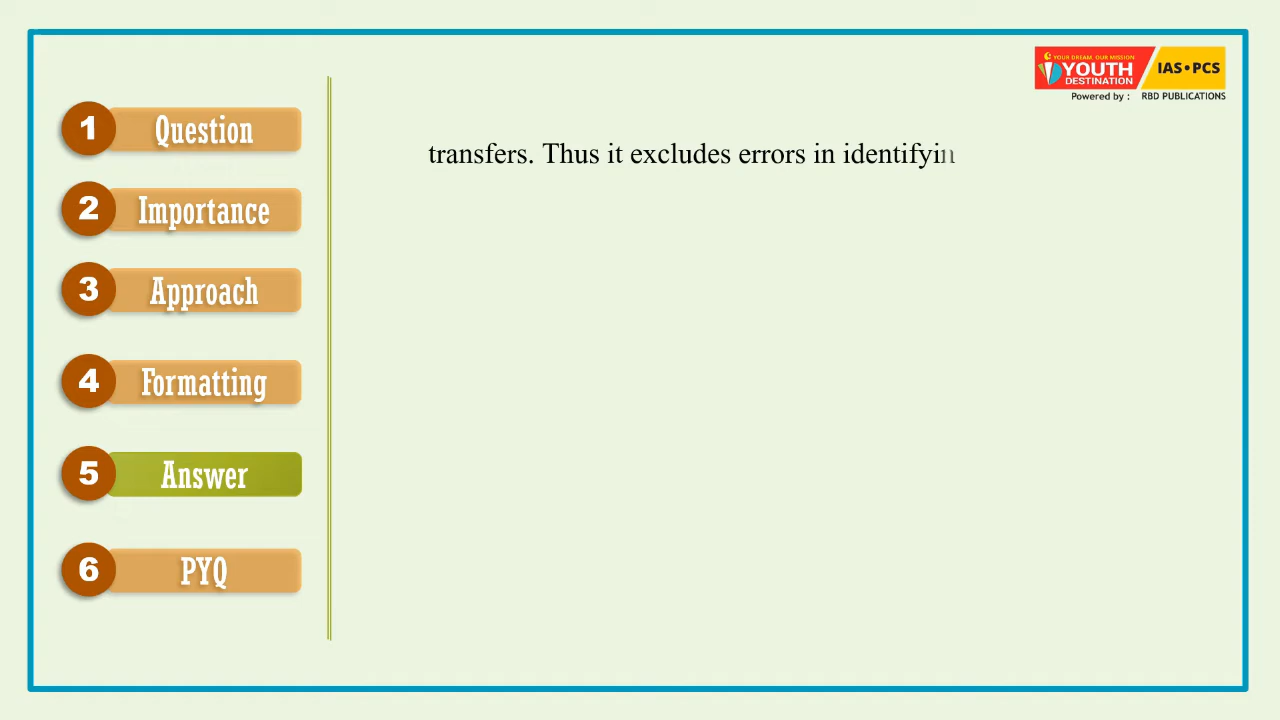 YOUR DREAM, OUR MISSION
YOUTH
DESTINATION
IAS•PCS
Powered by : RBD PUBLICATIONS
1 Question
2 Importance
3 Approach
4 Formatting
5 Answer
6 PYQ
transfers. Thus it excludes errors in identifyin